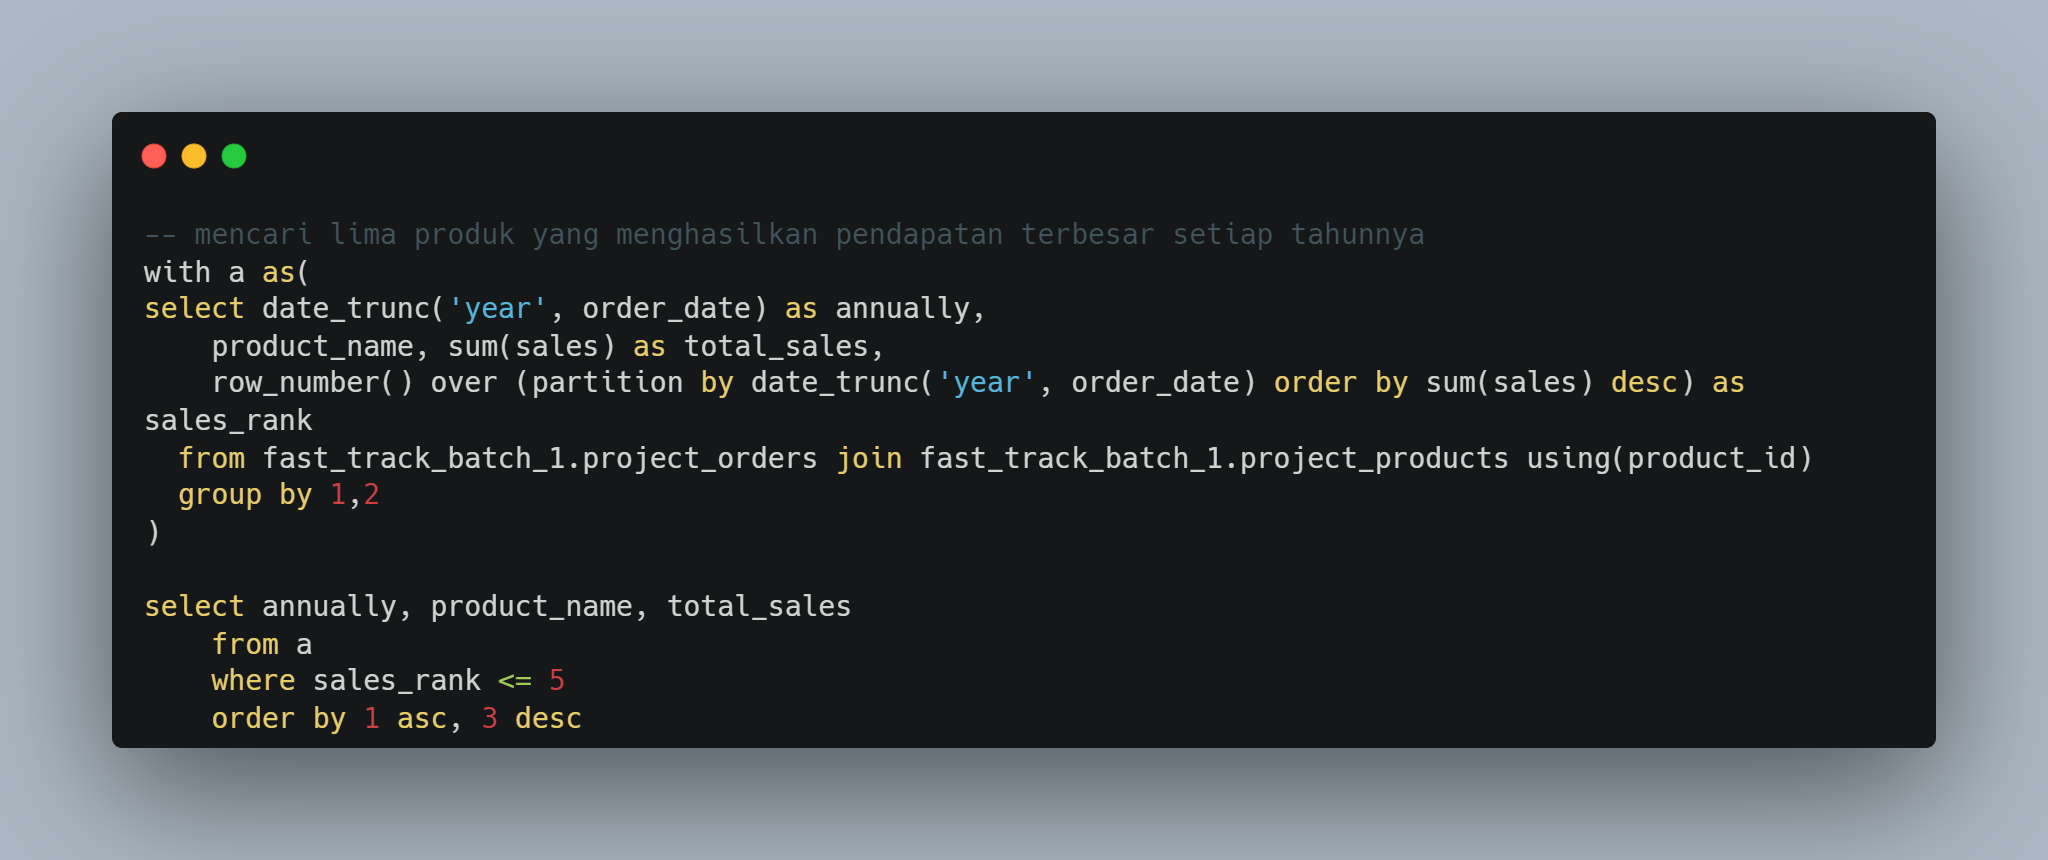 -- mencari lima produk yang menghasilkan pendapatan terbesar setiap tahunnya
with a as(
select date_trunc('year', order_date) as annually,
    product_name, sum(sales) as total_sales,
    row_number() over (partition by date_trunc('year', order_date) order by sum(sales) desc) as
sales_rank
  from fast_track_batch_1.project_orders join fast_track_batch_1.project_products using(product_id)
  group by 1,2
)

select annually, product_name, total_sales
    from a
    where sales_rank <= 5
    order by 1 asc, 3 desc